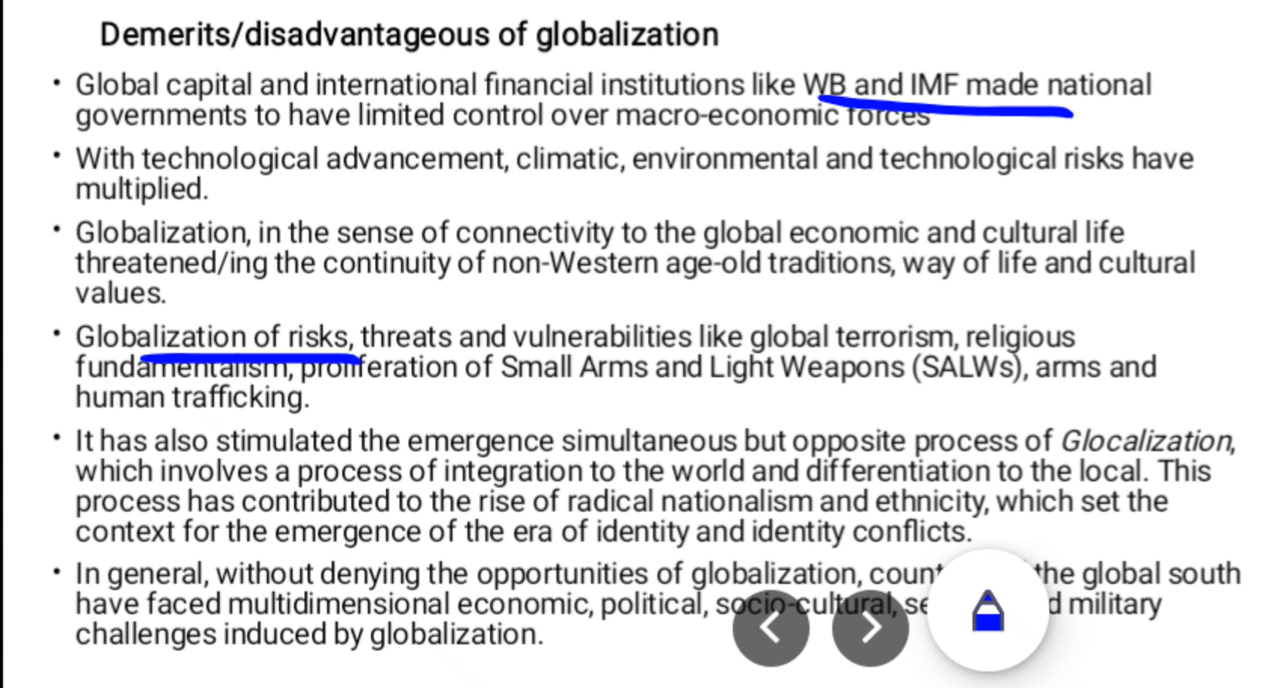 Demerits/disadvantageous of globalization
• Global capital and international financial institutions like WB and IMF made national
governments to have limited control over macro-economic forces
• With technological advancement, climatic, environmental and technological risks have
multiplied.
• Globalization, in the sense of connectivity to the global economic and cultural life
threatened/ing the continuity of non-Western age-old traditions, way of life and cultural
values.
• Globalization of risks, threats and vulnerabilities like global terrorism, religious
fundamentalism, proliferation of Small Arms and Light Weapons (SALWs), arms and
human trafficking.
• It has also stimulated the emergence simultaneous but opposite process of Glocalization,
which involves a process of integration to the world and differentiation to the local. This
process has contributed to the rise of radical nationalism and ethnicity, which set the
context for the emergence of the era of identity and identity conflicts.
• In general, without denying the opportunities of globalization, the global south
have faced multidimensional economic, political, socio-cultural, military
challenges induced by globalization.